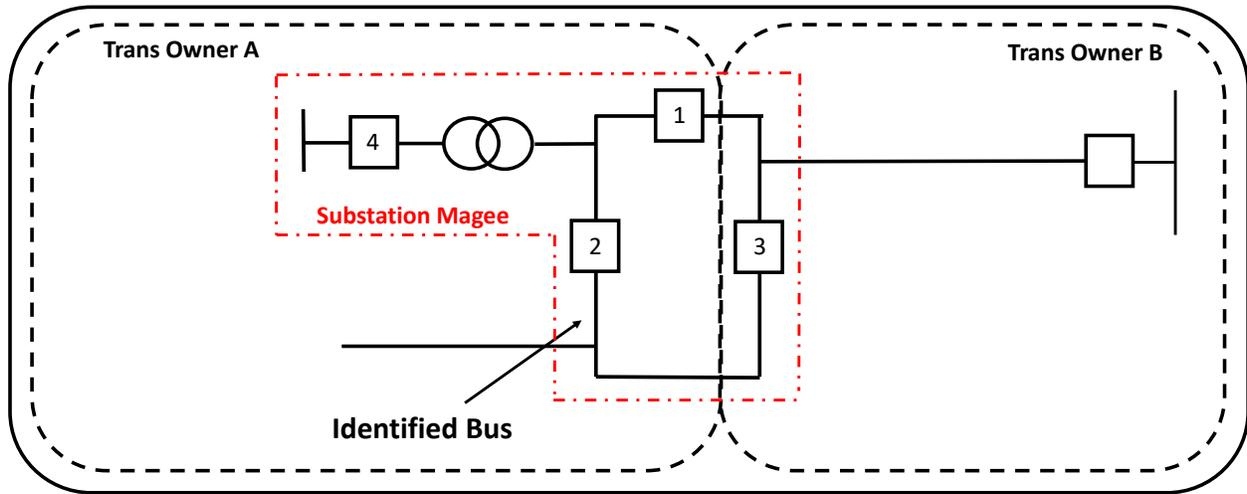 Trans Owner A
Trans Owner B
1
4
Substation Magee
2
3
Identified Bus